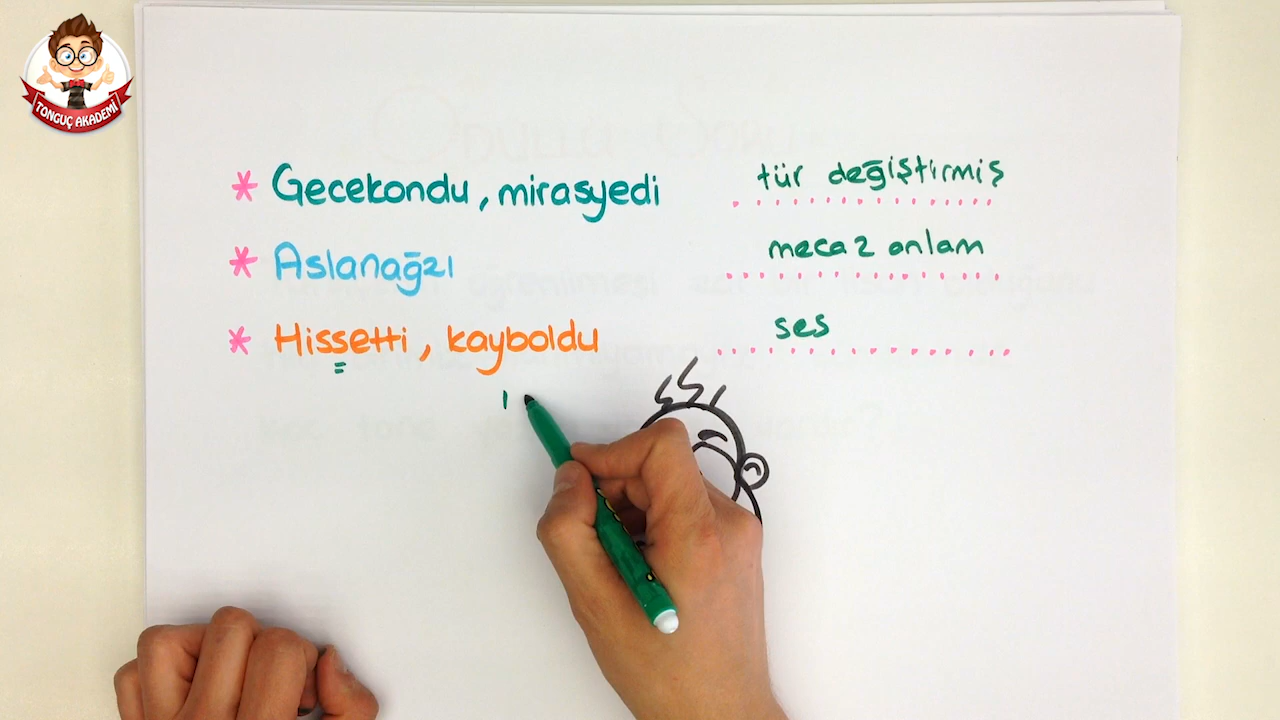 TONGUÇ AKADEMİ
* Gecekondu, mirasyedi tür değiştirmiş
* Aslanağzı mecaz anlam
* Hissetti, kayboldu ses